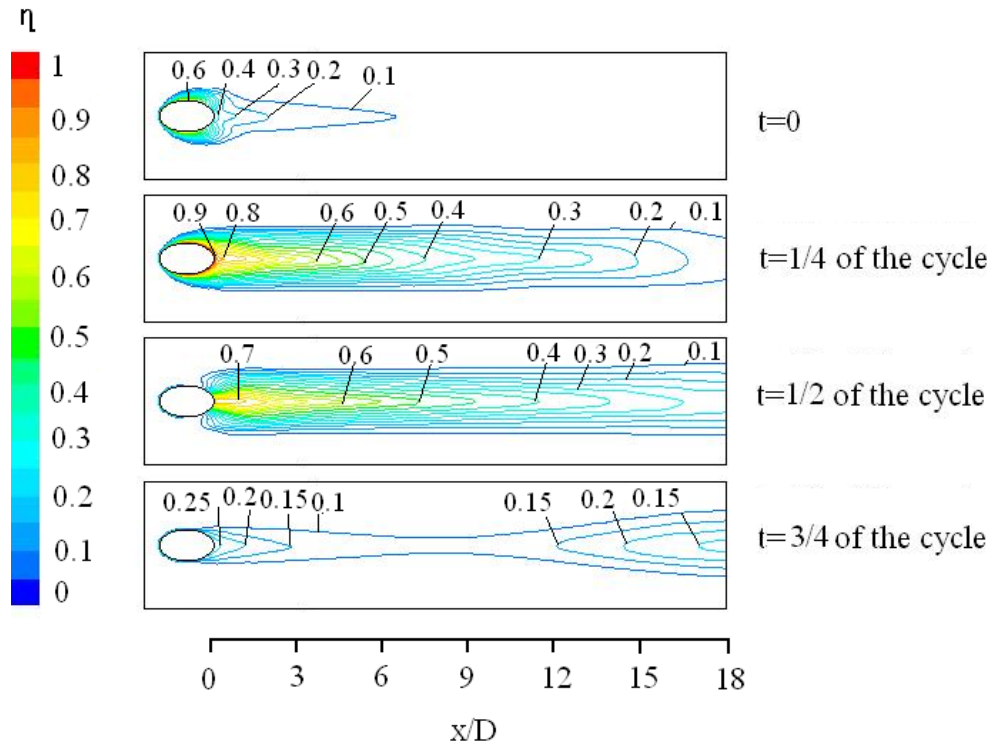 η
1
0.9
0.8
0.7
0.6
0.5
0.4
0.3
0.2
0.1
0
0.6 0.4 0.3 0.2 0.1
t=0
0.9 0.8 0.6 0.5 0.4 0.3 0.2 0.1
t=1/4 of the cycle
0.7 0.6 0.5 0.4 0.3 0.2 0.1
t=1/2 of the cycle
0.25 0.2 0.15 0.1 0.15 0.2 0.15
t=3/4 of the cycle
0 3 6 9 12 15 18
x/D